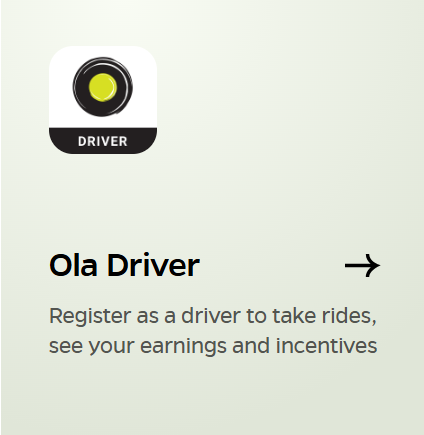 DRIVER
Ola Driver
Register as a driver to take rides,
see your earnings and incentives